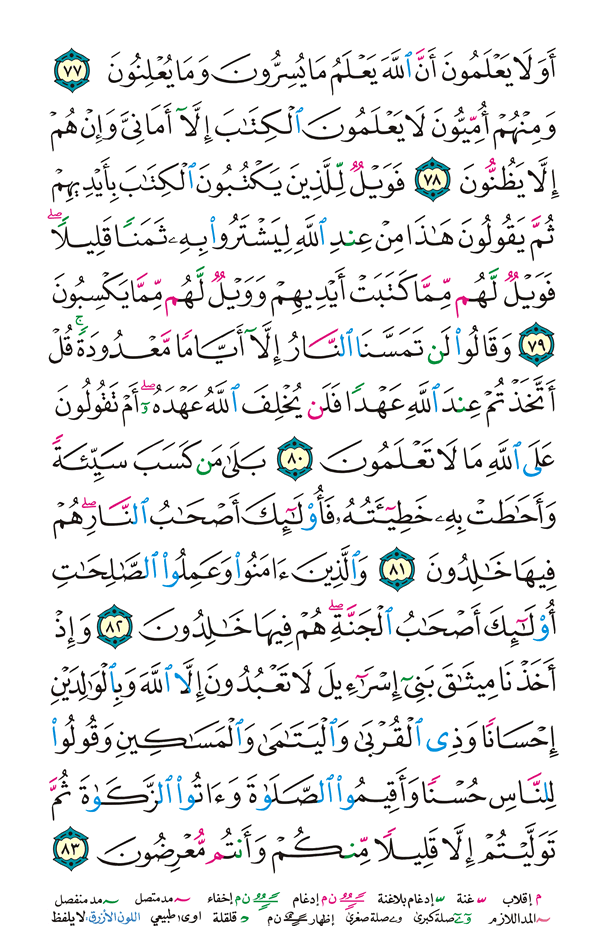 أَوَلَا يَعْلَمُونَ أَنَّ ٱللَّهَ يَعْلَمُ مَا يُسِرُّونَ وَمَا يُعْلِنُونَ ٧٧
وَمِنْهُمْ أُمِّيُّونَ لَا يَعْلَمُونَ ٱلْكِتَٰبَ إِلَّآ أَمَانِىَّ وَإِنْ هُمْ
إِلَّا يَظُنُّونَ ٧٨ فَوَيْلٌ لِّلَّذِينَ يَكْتُبُونَ ٱلْكِتَٰبَ بِأَيْدِيهِمْ
ثُمَّ يَقُولُونَ هَٰذَا مِنْ عِندِ ٱللَّهِ لِيَشْتَرُوا۟ بِهِۦ ثَمَنًا قَلِيلًا ۖ
فَوَيْلٌ لَّهُم مِّمَّا كَتَبَتْ أَيْدِيهِمْ وَوَيْلٌ لَّهُم مِّمَّا يَكْسِبُونَ
٧٩ وَقَالُوا۟ لَن تَمَسَّنَا ٱلنَّارُ إِلَّآ أَيَّامًا مَّعْدُودَةً ۚ قُلْ
أَتَّخَذْتُمْ عِندَ ٱللَّهِ عَهْدًا فَلَن يُخْلِفَ ٱللَّهُ عَهْدَهُۥٓ ۖ أَمْ تَقُولُونَ
عَلَى ٱللَّهِ مَا لَا تَعْلَمُونَ ٨٠ بَلَىٰ مَن كَسَبَ سَيِّئَةً
وَأَحَٰطَتْ بِهِۦ خَطِيٓـَٔتُهُۥ فَأُو۟لَٰٓئِكَ أَصْحَٰبُ ٱلنَّارِ ۖ هُمْ
فِيهَا خَٰلِدُونَ ٨١ وَٱلَّذِينَ ءَامَنُوا۟ وَعَمِلُوا۟ ٱلصَّٰلِحَٰتِ
أُو۟لَٰٓئِكَ أَصْحَٰبُ ٱلْجَنَّةِ ۖ هُمْ فِيهَا خَٰلِدُونَ ٨٢ وَإِذْ
أَخَذْنَا مِيثَٰقَ بَنِىٓ إِسْرَٰٓءِيلَ لَا تَعْبُدُونَ إِلَّا ٱللَّهَ وَبِٱلْوَٰلِدَيْنِ
إِحْسَانًا وَذِى ٱلْقُرْبَىٰ وَٱلْيَتَٰمَىٰ وَٱلْمَسَٰكِينِ وَقُولُوا۟
لِلنَّاسِ حُسْنًا وَأَقِيمُوا۟ ٱلصَّلَوٰةَ وَءَاتُوا۟ ٱلزَّكَوٰةَ ثُمَّ
تَوَلَّيْتُمْ إِلَّا قَلِيلًا مِّنكُمْ وَأَنتُم مُّعْرِضُونَ ٨٣
م إقلاب غنة إدغام بلاغنة ن م إدغام ن م إخفاء مد متصل مد منفصل
المد اللازم صلة كبرى صلة صغرى إظهار ن م قلقلة اوى: طبيعي اللون الأزرق: لا يلفظ